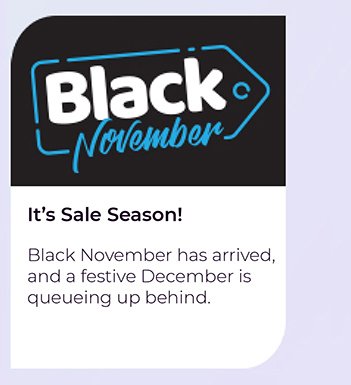 Black
November
It’s Sale Season!
Black November has arrived,
and a festive December is
queueing up behind.